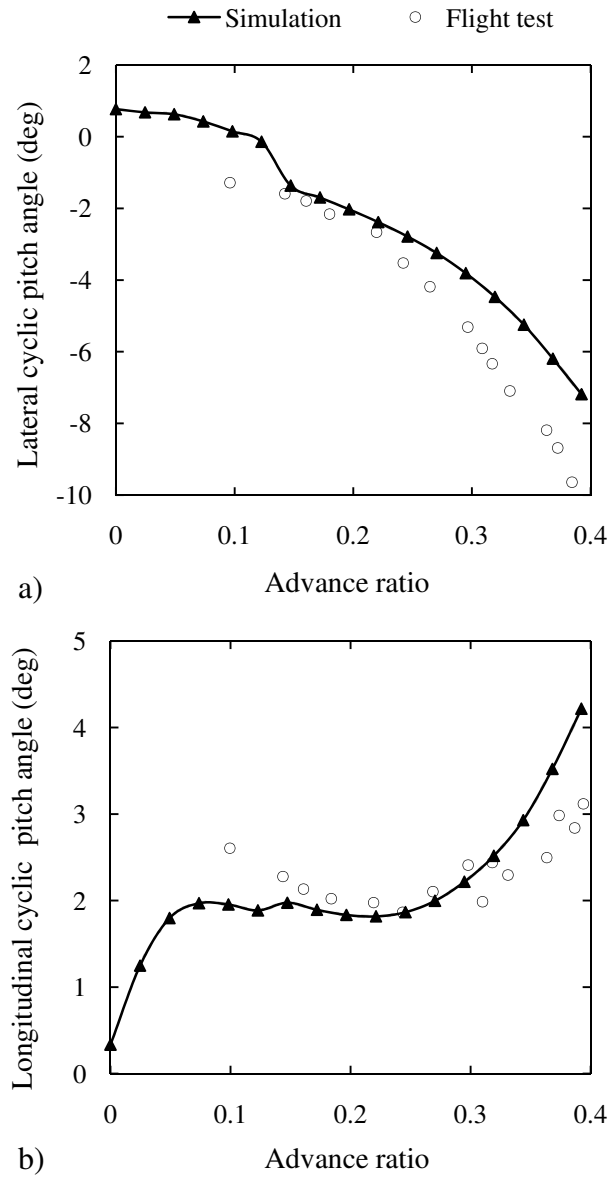 Simulation Flight test
2
0
-2
-4
-6
-8
-10
Lateral cyclic pitch angle (deg)
0 0.1 0.2 0.3 0.4
Advance ratio
a)
5
4
3
2
1
0
Longitudinal cyclic pitch angle (deg)
0 0.1 0.2 0.3 0.4
Advance ratio
b)